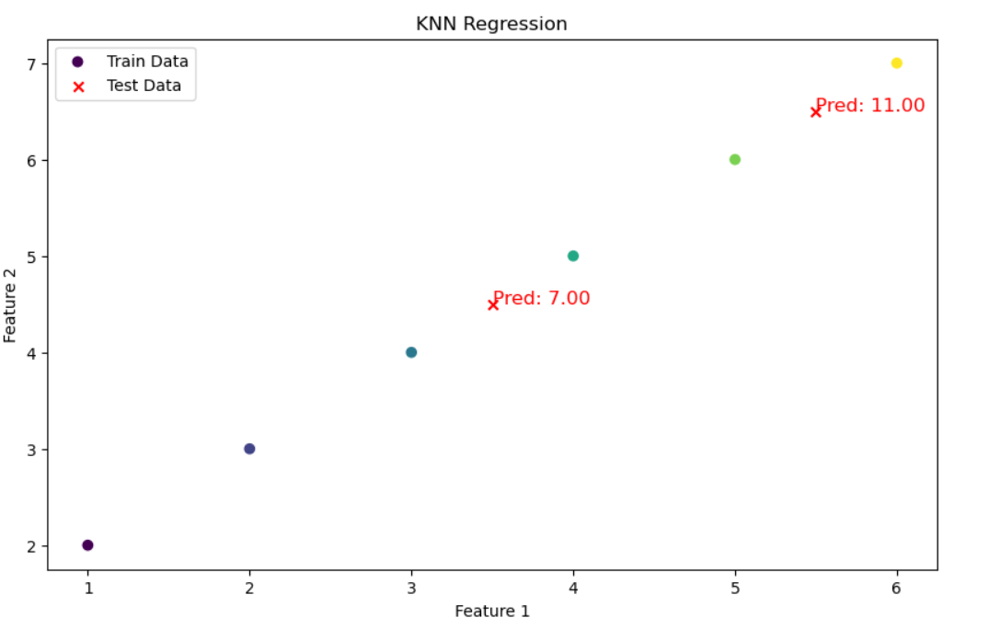 KNN Regression
Train Data
Test Data
Pred: 11.00
Pred: 7.00
7
6
5
4
3
2
Feature 2
1
2
3
4
5
6
Feature 1